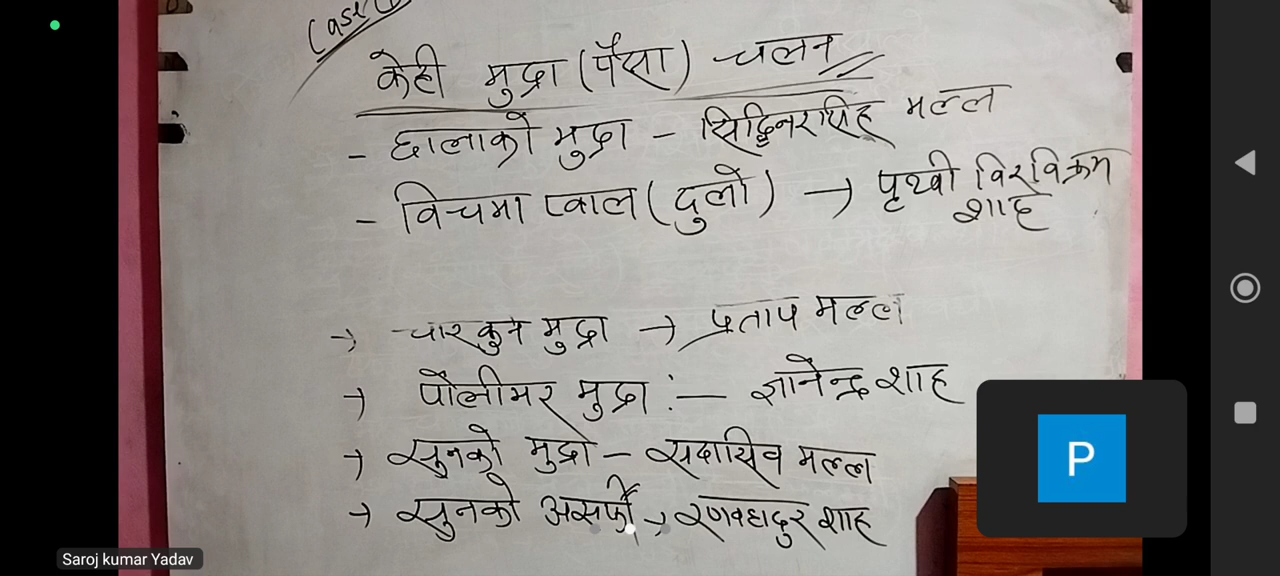 Case
केही मुद्रा (पैसा) चलन
- छालाको मुद्रा - सिद्धिनरसिंह मल्ल
- विचमा प्वाल (दुलो) → पृथ्वी विरविक्रम
शाह
→ चारकुने मुद्रा → प्रताप मल्ल
→ पोलीमर मुद्रा :- ज्ञानेन्द्र शाह
→ सुनको मुद्रा - सदासिव मल्ल
→ सुनको असर्फी → रणवहादुर शाह
P
Saroj kumar Yadav